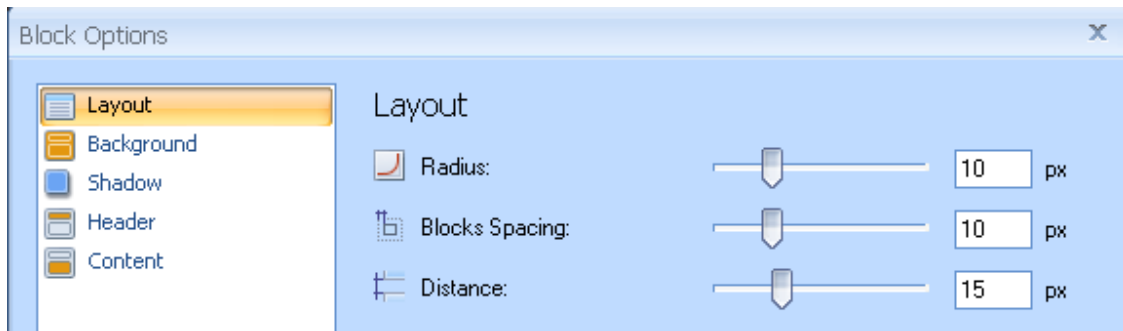 Block Options
x
Layout
Background
Shadow
Header
Content
Layout
Radius: 10 px
Blocks Spacing: 10 px
Distance: 15 px